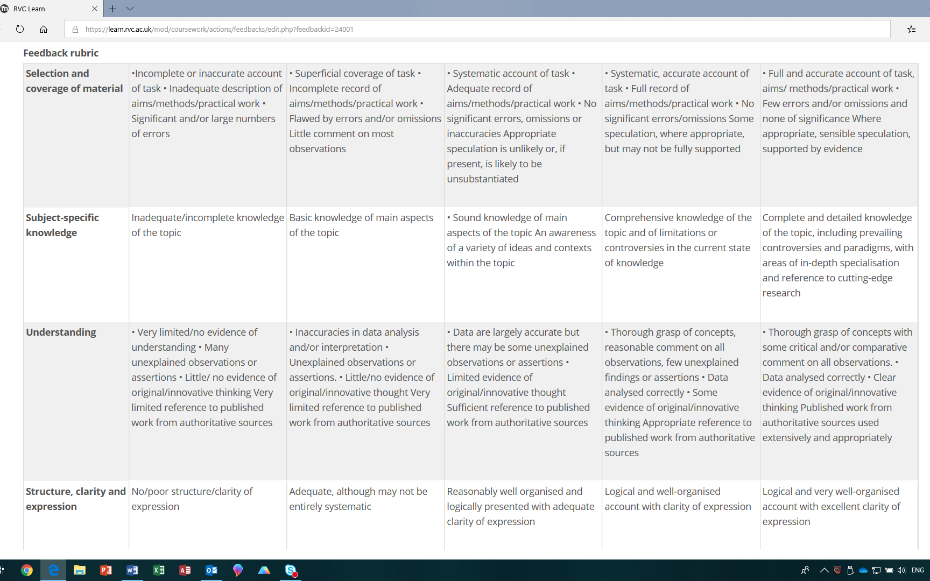 RVC Learn
https://learn.rvc.ac.uk/mod/coursework/actions/feedbacks/edit.php?feedbackid=24001
Feedback rubric
Selection and
coverage of material
•Incomplete or inaccurate account
of task • Inadequate description of
aims/methods/practical work •
Significant and/or large numbers
of errors
• Superficial coverage of task •
Incomplete record of
aims/methods/practical work •
Flawed by errors and/or omissions
Little comment on most
observations
• Systematic account of task •
Adequate record of
aims/methods/practical work • No
significant errors, omissions or
inaccuracies Appropriate
speculation is unlikely or, if
present, is likely to be
unsubstantiated
• Systematic, accurate account of
task • Full record of
aims/methods/practical work • No
significant errors/omissions Some
speculation, where appropriate,
but may not be fully supported
• Full and accurate account of task,
aims/ methods/practical work •
Few errors and/or omissions and
none of significance Where
appropriate, sensible speculation,
supported by evidence
Subject-specific
knowledge
Inadequate/incomplete knowledge
of the topic
Basic knowledge of main aspects
of the topic
• Sound knowledge of main
aspects of the topic An awareness
of a variety of ideas and contexts
within the topic
Comprehensive knowledge of the
topic and of limitations or
controversies in the current state
of knowledge
Complete and detailed knowledge
of the topic, including prevailing
controversies and paradigms, with
areas of in-depth specialisation
and reference to cutting-edge
research
Understanding
• Very limited/no evidence of
understanding • Many
unexplained observations or
assertions • Little/ no evidence of
original/innovative thinking Very
limited reference to published
work from authoritative sources
• Inaccuracies in data analysis
and/or interpretation •
Unexplained observations or
assertions. • Little/no evidence of
original/innovative thought Very
limited reference to published
work from authoritative sources
• Data are largely accurate but
there may be some unexplained
observations or assertions •
Limited evidence of
original/innovative thought
Sufficient reference to published
work from authoritative sources
• Thorough grasp of concepts,
reasonable comment on all
observations, few unexplained
findings or assertions • Data
analysed correctly • Some
evidence of original/innovative
thinking Appropriate reference to
published work from authoritative
sources
• Thorough grasp of concepts with
some critical and/or comparative
comment on all observations. •
Data analysed correctly • Clear
evidence of original/innovative
thinking Published work from
authoritative sources used
extensively and appropriately
Structure, clarity and
expression
No/poor structure/clarity of
expression
Adequate, although may not be
entirely systematic
Reasonably well organised and
logically presented with adequate
clarity of expression
Logical and well-organised
account with clarity of expression
Logical and very well-organised
account with excellent clarity of
expression
ENG